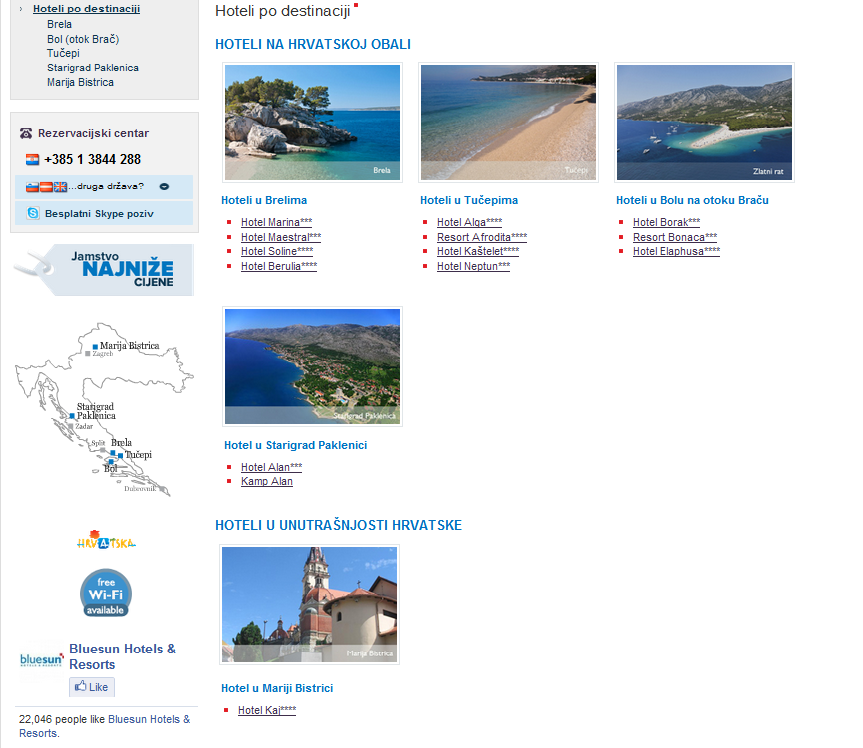 › Hoteli po destinaciji
Brela
Bol (otok Brač)
Tučepi
Starigrad Paklenica
Marija Bistrica
Rezervacijski centar
+385 1 3844 288
...druga država?
Besplatni Skype poziv
Jamstvo
NAJNIŽE
CIJENE
Marija Bistrica
Zagreb
Starigrad
Paklenica
Zadar
Split
Brela
Tučepi
Bol
Dubrovnik
HRVATSKA
free
Wi-Fi
available
bluesun
HOTELS & RESORTS
Bluesun Hotels &
Resorts
Like
22,046 people like Bluesun Hotels &
Resorts.
Hoteli po destinaciji
HOTELI NA HRVATSKOJ OBALI
Brela
Tučepi
Zlatni rat
Hoteli u Brelima
Hotel Marina***
Hotel Maestral***
Hotel Soline****
Hotel Berulia****
Hoteli u Tučepima
Hotel Alga****
Resort Afrodita****
Hotel Kaštelet****
Hotel Neptun***
Hoteli u Bolu na otoku Braču
Hotel Borak***
Resort Bonaca***
Hotel Elaphusa****
Starigrad Paklenica
Hotel u Starigrad Paklenici
Hotel Alan***
Kamp Alan
HOTELI U UNUTRAŠNJOSTI HRVATSKE
Marija Bistrica
Hotel u Mariji Bistrici
Hotel Kaj****